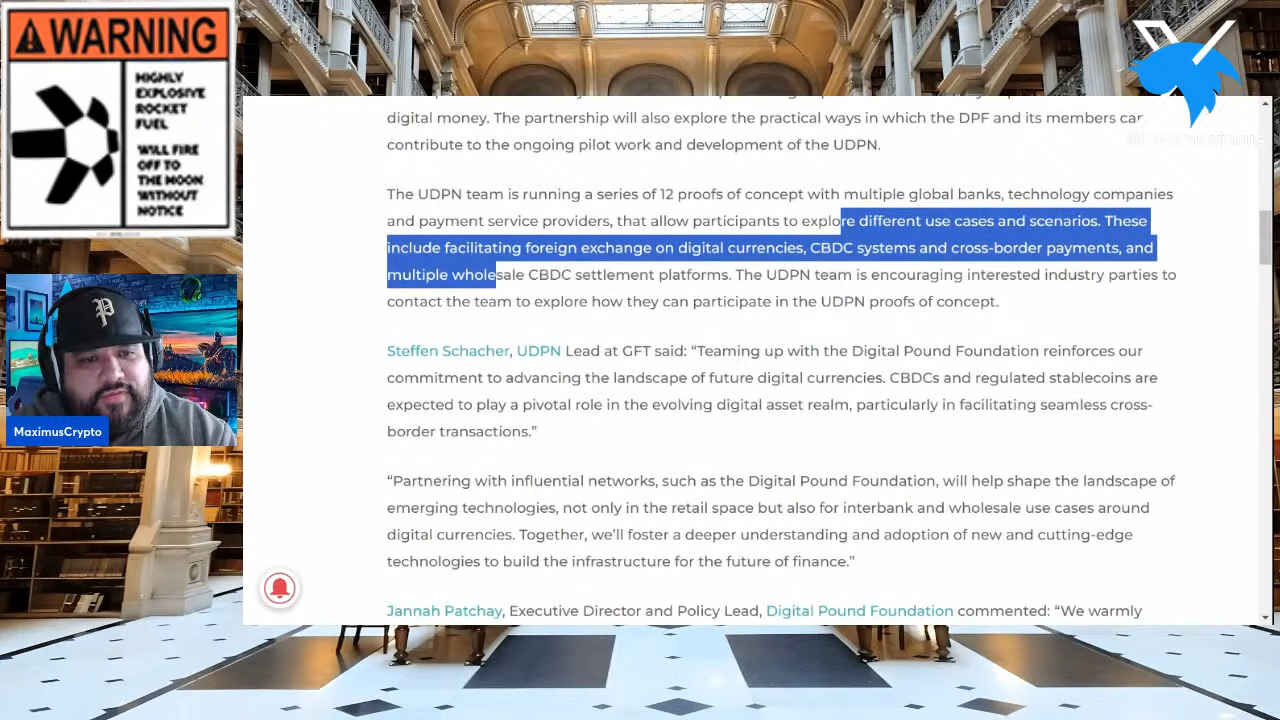 WARNING
HIGHLY
EXPLOSIVE
ROCKET
FUEL
WILL FIRE
OFF TO
THE MOON
WITHOUT
NOTICE
MaximusCrypto
digital money. The partnership will also explore the practical ways in which the DPF and its members can
contribute to the ongoing pilot work and development of the UDPN.
The UDPN team is running a series of 12 proofs of concept with multiple global banks, technology companies
and payment service providers, that allow participants to explore different use cases and scenarios. These
include facilitating foreign exchange on digital currencies, CBDC systems and cross-border payments, and
multiple wholesale CBDC settlement platforms. The UDPN team is encouraging interested industry parties to
contact the team to explore how they can participate in the UDPN proofs of concept.
Steffen Schacher, UDPN Lead at GFT said: “Teaming up with the Digital Pound Foundation reinforces our
commitment to advancing the landscape of future digital currencies. CBDCs and regulated stablecoins are
expected to play a pivotal role in the evolving digital asset realm, particularly in facilitating seamless cross-
border transactions.”
“Partnering with influential networks, such as the Digital Pound Foundation, will help shape the landscape of
emerging technologies, not only in the retail space but also for interbank and wholesale use cases around
digital currencies. Together, we’ll foster a deeper understanding and adoption of new and cutting-edge
technologies to build the infrastructure for the future of finance.”
Jannah Patchay, Executive Director and Policy Lead, Digital Pound Foundation commented: “We warmly